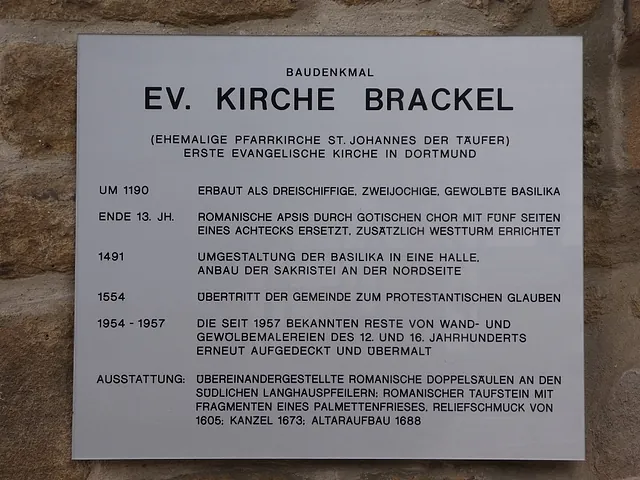 BAUDENKMAL
EV. KIRCHE BRACKEL
(EHEMALIGE PFARRKIRCHE ST. JOHANNES DER TÄUFER)
ERSTE EVANGELISCHE KIRCHE IN DORTMUND
UM 1190 ERBAUT ALS DREISCHIFFIGE, ZWEIJOCHIGE, GEWÖLBTE BASILIKA
ENDE 13. JH. ROMANISCHE APSIS DURCH GOTISCHEN CHOR MIT FÜNF SEITEN
EINES ACHTECKS ERSETZT, ZUSÄTZLICH WESTTURM ERRICHTET
1491 UMGESTALTUNG DER BASILIKA IN EINE HALLE,
ANBAU DER SAKRISTEI AN DER NORDSEITE
1554 ÜBERTRITT DER GEMEINDE ZUM PROTESTANTISCHEN GLAUBEN
1954 - 1957 DIE SEIT 1957 BEKANNTEN RESTE VON WAND- UND
GEWÖLBEMALEREIEN DES 12. UND 16. JAHRHUNDERTS
ERNEUT AUFGEDECKT UND ÜBERMALT
AUSSTATTUNG: ÜBEREINANDERGESTELLTE ROMANISCHE DOPPELSÄULEN AN DEN
SÜDLICHEN LANGHAUSPFEILERN; ROMANISCHER TAUFSTEIN MIT
FRAGMENTEN EINES PALMETTENFRIESES, RELIEFSCHMUCK VON
1605; KANZEL 1673; ALTARAUFBAU 1688